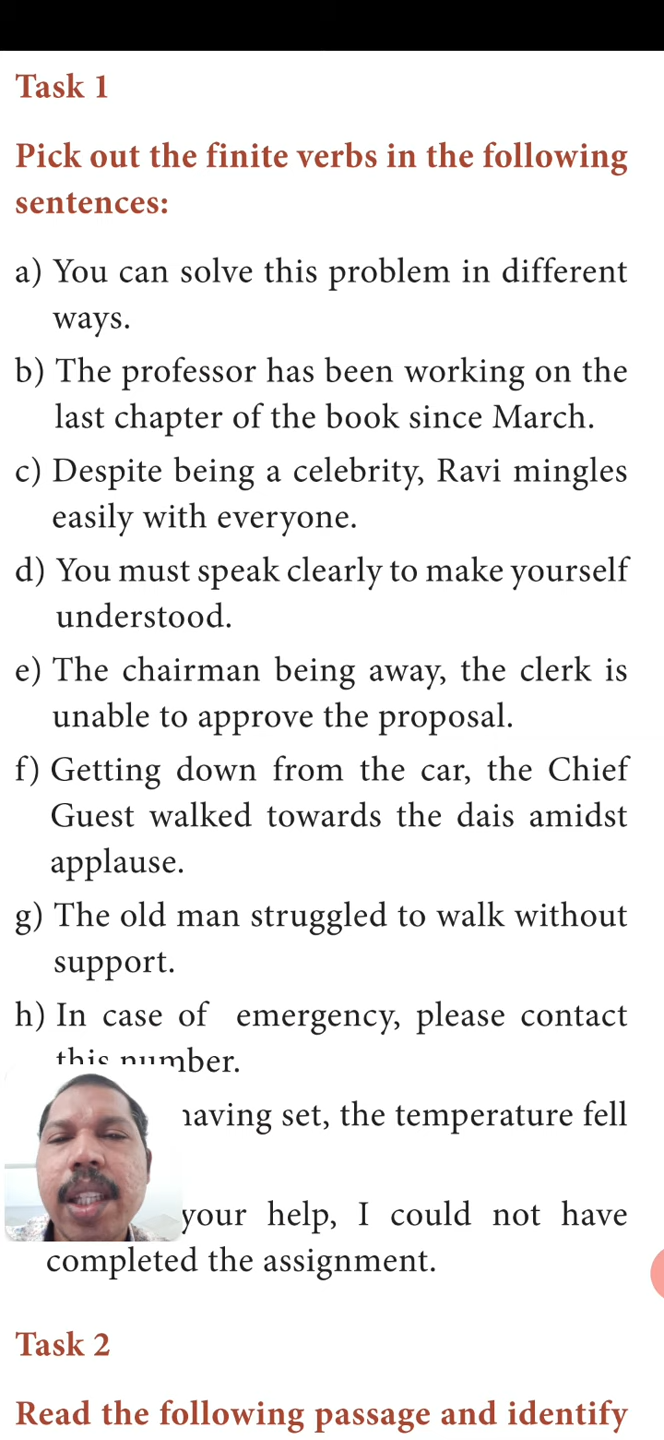 Task 1
Pick out the finite verbs in the following
sentences:
a) You can solve this problem in different
ways.
b) The professor has been working on the
last chapter of the book since March.
c) Despite being a celebrity, Ravi mingles
easily with everyone.
d) You must speak clearly to make yourself
understood.
e) The chairman being away, the clerk is
unable to approve the proposal.
f) Getting down from the car, the Chief
Guest walked towards the dais amidst
applause.
g) The old man struggled to walk without
support.
h) In case of emergency, please contact
this number.
having set, the temperature fell
your help, I could not have
completed the assignment.
Task 2
Read the following passage and identify